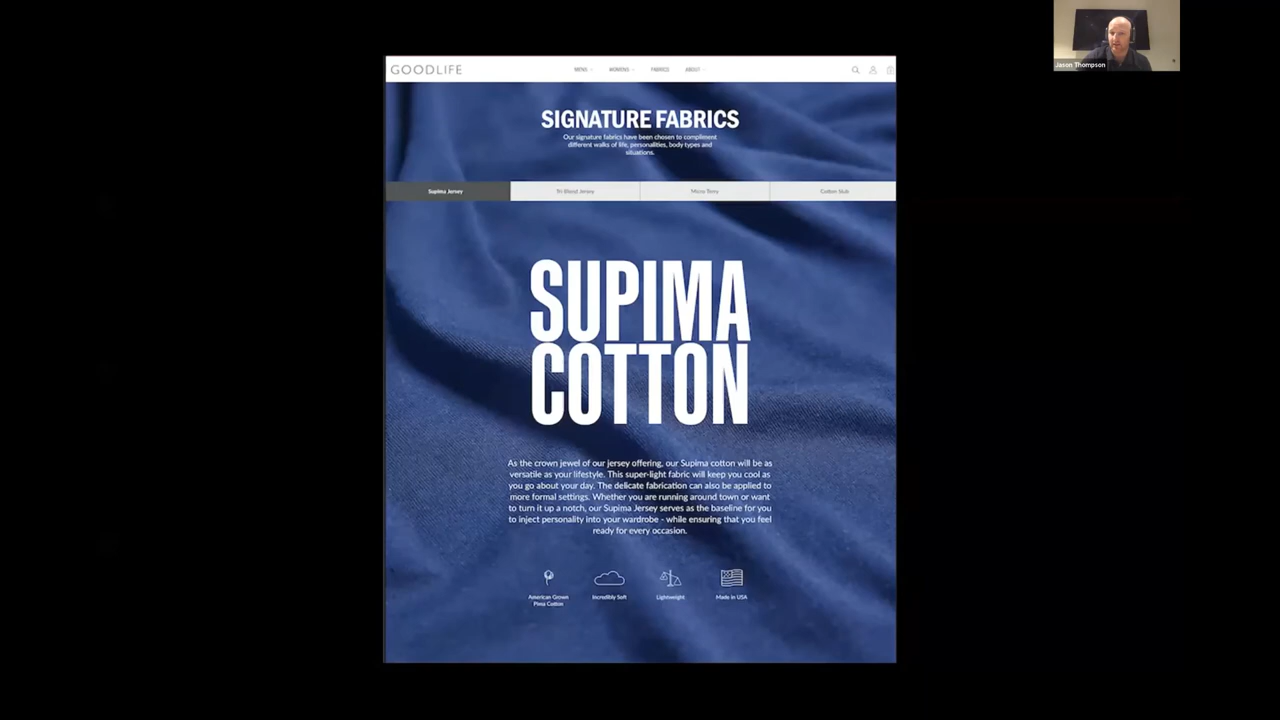 Jason Thompson
GOODLIFE
MENS WOMENS FABRICS ABOUT
SIGNATURE FABRICS
Our signature fabrics have been chosen to compliment
different walks of life, personalities, body types and
situations.
Supima Jersey Tri Blend Jersey Micro Terry Cotton Slub
SUPIMA
COTTON
As the crown jewel of our jersey offering, our Supima cotton will be as
versatile as your lifestyle. This super-light fabric will keep you cool as
you go about your day. The delicate fabrication can also be applied to
more formal settings. Whether you are running around town or want
to turn it up a notch, our Supima Jersey serves as the baseline for you
to inject personality into your wardrobe - while ensuring that you feel
ready for every occasion.
American Grown Incredibly Soft Lightweight Made in USA
Pima Cotton